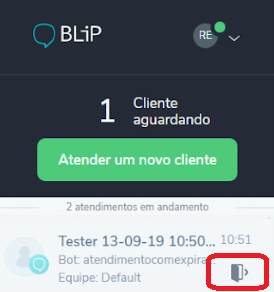 BLiP
RE
1
Cliente
aguardando
Atender um novo cliente
2 atendimentos em andamento
Tester 13-09-19 10:50... 10:51
Bot: atendimentocomexpira...
Equipe: Default